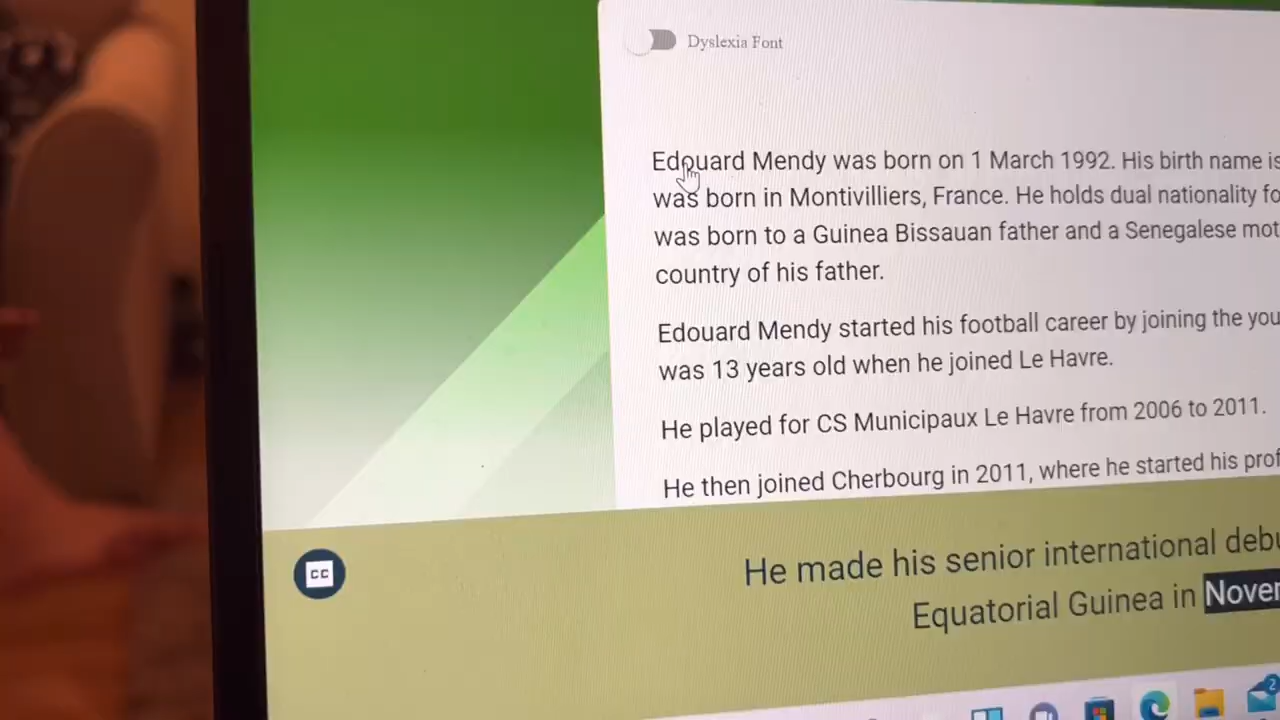 Dyslexia Font
Edouard Mendy was born on 1 March 1992. His birth name is
was born in Montivilliers, France. He holds dual nationality fo
was born to a Guinea Bissauan father and a Senegalese mot
country of his father.
Edouard Mendy started his football career by joining the you
was 13 years old when he joined Le Havre.
He played for CS Municipaux Le Havre from 2006 to 2011.
He then joined Cherbourg in 2011, where he started his prof
CC
He made his senior international debu
Equatorial Guinea in Nover
2